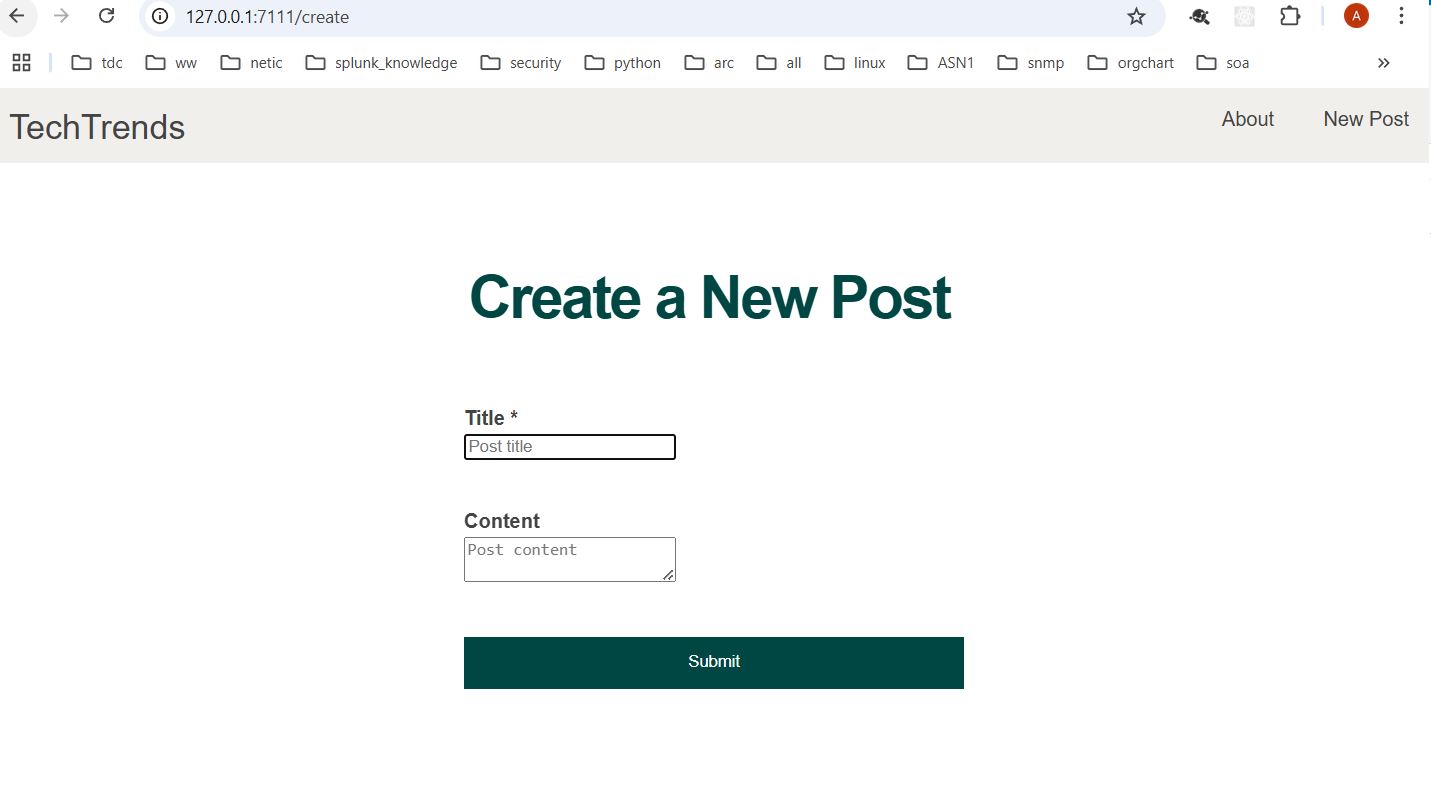 127.0.0.1:7111/create
A
tdc ww netic splunk_knowledge security python arc all linux ASN1 snmp orgchart soa
TechTrends
About New Post
Create a New Post
Title *
Post title
Content
Post content
Submit